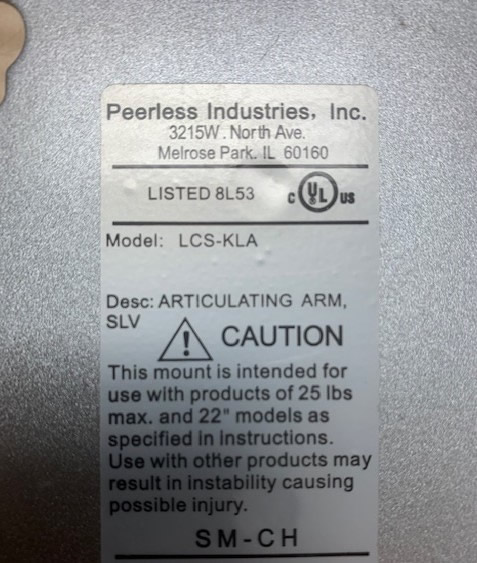 Peerless Industries, Inc.
3215W. North Ave.
Melrose Park. IL 60160
LISTED 8L53 c UL US
Model: LCS-KLA
Desc: ARTICULATING ARM,
SLV
! CAUTION
This mount is intended for
use with products of 25 lbs
max. and 22" models as
specified in instructions.
Use with other products may
result in instability causing
possible injury.
SM-CH